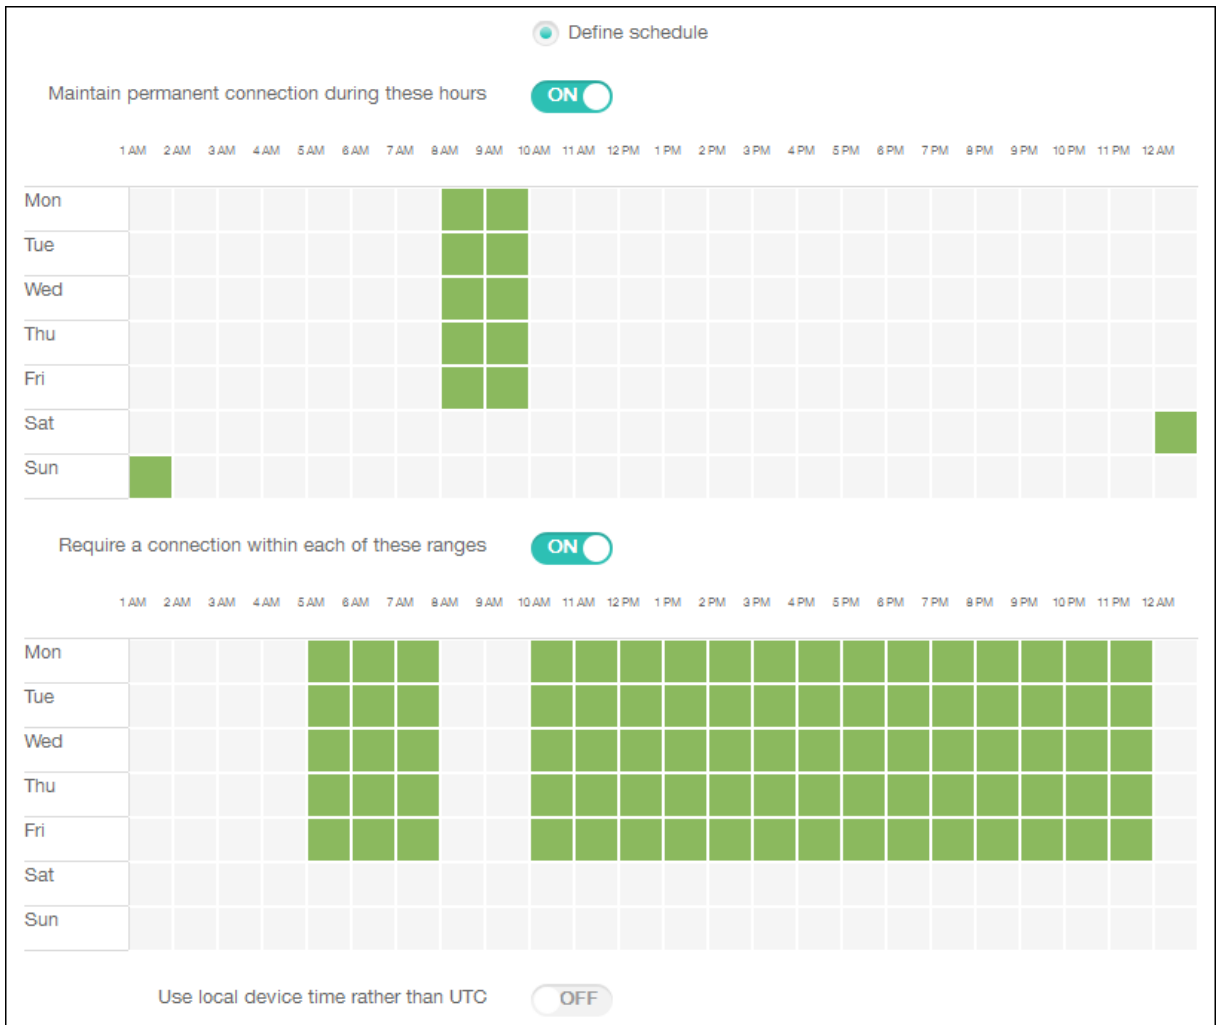 Define schedule
Maintain permanent connection during these hours ON
1 AM 2 AM 3 AM 4 AM 5 AM 6 AM 7 AM 8 AM 9 AM 10 AM 11 AM 12 PM 1 PM 2 PM 3 PM 4 PM 5 PM 6 PM 7 PM 8 PM 9 PM 10 PM 11 PM 12 AM
Mon
Tue
Wed
Thu
Fri
Sat
Sun
Require a connection within each of these ranges ON
1 AM 2 AM 3 AM 4 AM 5 AM 6 AM 7 AM 8 AM 9 AM 10 AM 11 AM 12 PM 1 PM 2 PM 3 PM 4 PM 5 PM 6 PM 7 PM 8 PM 9 PM 10 PM 11 PM 12 AM
Mon
Tue
Wed
Thu
Fri
Sat
Sun
Use local device time rather than UTC OFF